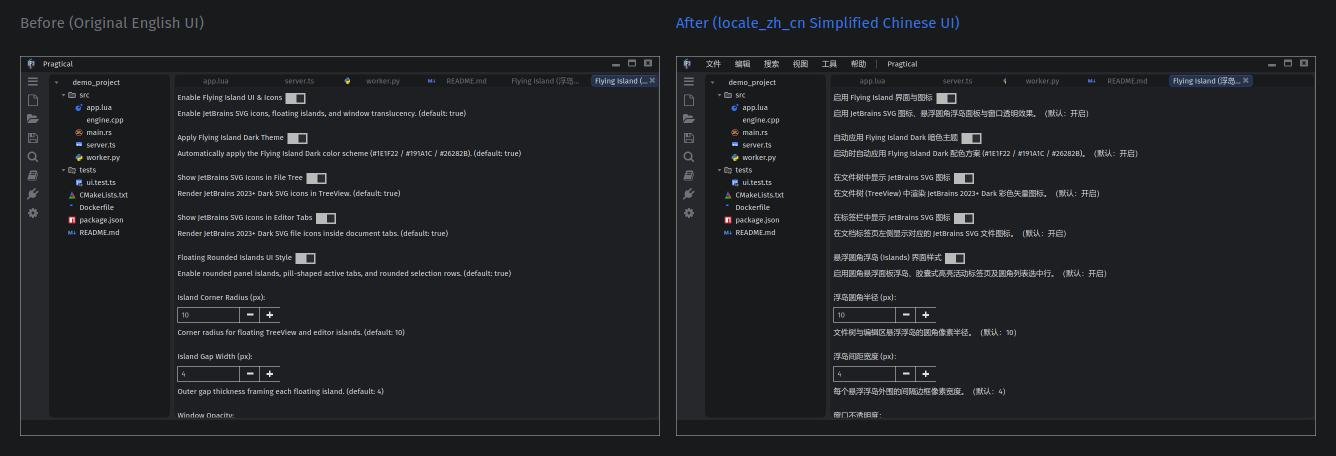 Before (Original English UI)
After (locale_zh_cn Simplified Chinese UI)
Pragtical
demo_project
src
app.lua
engine.cpp
main.rs
server.ts
worker.py
tests
ui.test.ts
CMakeLists.txt
Dockerfile
package.json
README.md
app.lua server.ts worker.py README.md Flying Island (浮岛... Flying Island (...
Enable Flying Island UI & Icons
Enable JetBrains SVG icons, floating islands, and window translucency. (default: true)
Apply Flying Island Dark Theme
Automatically apply the Flying Island Dark color scheme (#1E1F22 / #191A1C / #26282B). (default: true)
Show JetBrains SVG Icons in File Tree
Render JetBrains 2023+ Dark SVG icons in TreeView. (default: true)
Show JetBrains SVG Icons in Editor Tabs
Render JetBrains 2023+ Dark SVG file icons inside document tabs. (default: true)
Floating Rounded Islands UI Style
Enable rounded panel islands, pill-shaped active tabs, and rounded selection rows. (default: true)
Island Corner Radius (px):
10
Corner radius for floating TreeView and editor islands. (default: 10)
Island Gap Width (px):
4
Outer gap thickness framing each floating island. (default: 4)
Window Opacity:
文件 编辑 搜索 视图 工具 帮助 Pragtical
demo_project
src
app.lua
engine.cpp
main.rs
server.ts
worker.py
tests
ui.test.ts
CMakeLists.txt
Dockerfile
package.json
README.md
app.lua server.ts worker.py README.md Flying Island (浮岛...
启用 Flying Island 界面与图标
启用 JetBrains SVG 图标、悬浮圆角浮岛面板与窗口透明效果。（默认：开启）
自动应用 Flying Island Dark 暗色主题
启动时自动应用 Flying Island Dark 配色方案 (#1E1F22 / #191A1C / #26282B)。（默认：开启）
在文件树中显示 JetBrains SVG 图标
在文件树 (TreeView) 中渲染 JetBrains 2023+ Dark 彩色矢量图标。（默认：开启）
在标签栏中显示 JetBrains SVG 图标
在文档标签页左侧显示对应的 JetBrains SVG 文件图标。（默认：开启）
悬浮圆角浮岛 (Islands) 界面样式
启用圆角悬浮面板浮岛、胶囊式高亮活动标签页及圆角列表选中行。（默认：开启）
浮岛圆角半径 (px):
10
文件树与编辑区悬浮浮岛的圆角像素半径。（默认：10）
浮岛间距宽度 (px):
4
每个悬浮浮岛外围的间隔边框像素宽度。（默认：4）
窗口不透明度: